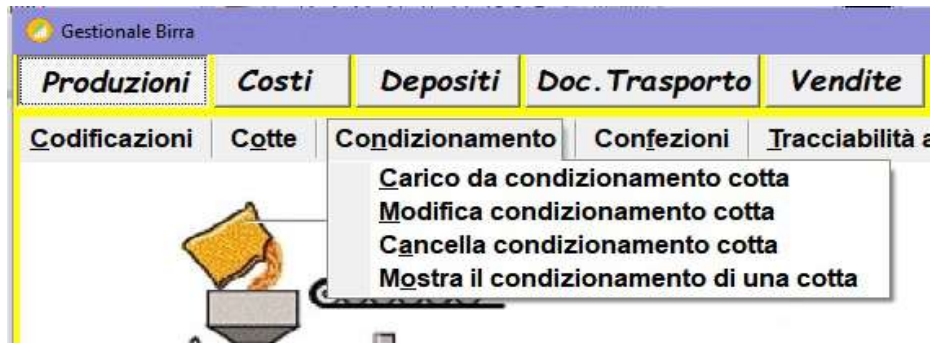 Gestionale Birra
Produzioni Costi Depositi Doc.Trasporto Vendite
Codificazioni Cotte Condizionamento Confezioni Tracciabilità
Carico da condizionamento cotta
Modifica condizionamento cotta
Cancella condizionamento cotta
Mostra il condizionamento di una cotta